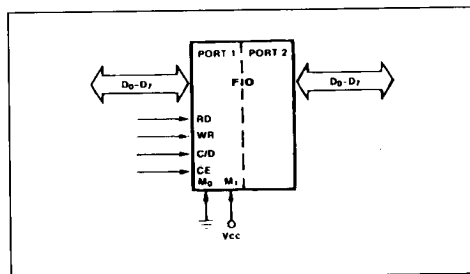 PORT 1 PORT 2
D₀-D₇
FIO
D₀-D₇
RD
WR
C/D
CE
M₀ M₁
Vcc